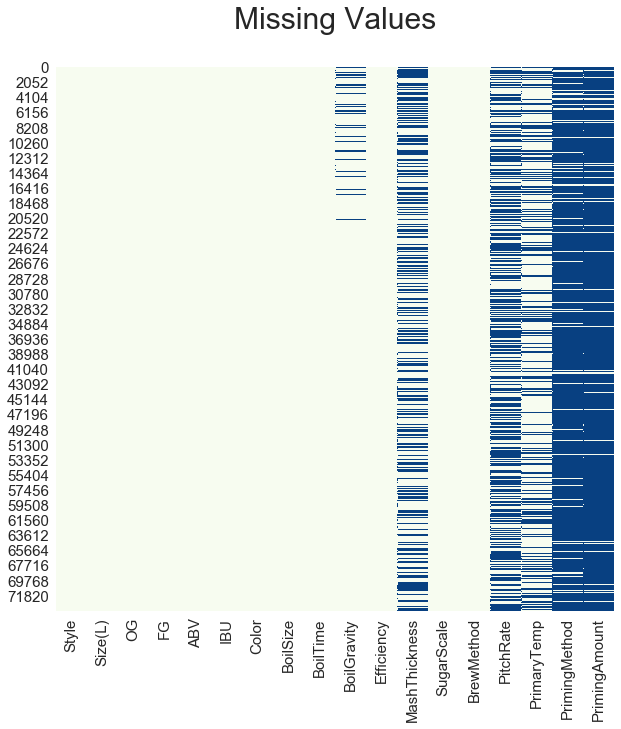 Missing Values
0
2052
4104
6156
8208
10260
12312
14364
16416
18468
20520
22572
24624
26676
28728
30780
32832
34884
36936
38988
41040
43092
45144
47196
49248
51300
53352
55404
57456
59508
61560
63612
65664
67716
69768
71820
Style
Size(L)
OG
FG
ABV
IBU
Color
BoilSize
BoilTime
BoilGravity
Efficiency
MashThickness
SugarScale
BrewMethod
PitchRate
PrimaryTemp
PrimingMethod
PrimingAmount